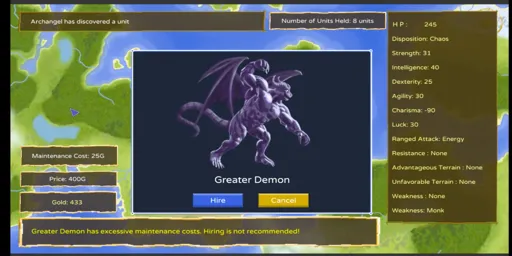 Archangel has discovered a unit
Number of Units Held: 8 units
H P : 245
Disposition: Chaos
Strength: 31
Intelligence: 40
Dexterity: 25
Agility: 30
Charisma: -90
Luck: 30
Ranged Attack: Energy
Resistance : None
Advantageous Terrain : None
Unfavorable Terrain : None
Weakness : None
Weakness: Monk
Maintenance Cost: 25G
Price: 400G
Gold: 433
Greater Demon
Hire
Cancel
Greater Demon has excessive maintenance costs. Hiring is not recommended!